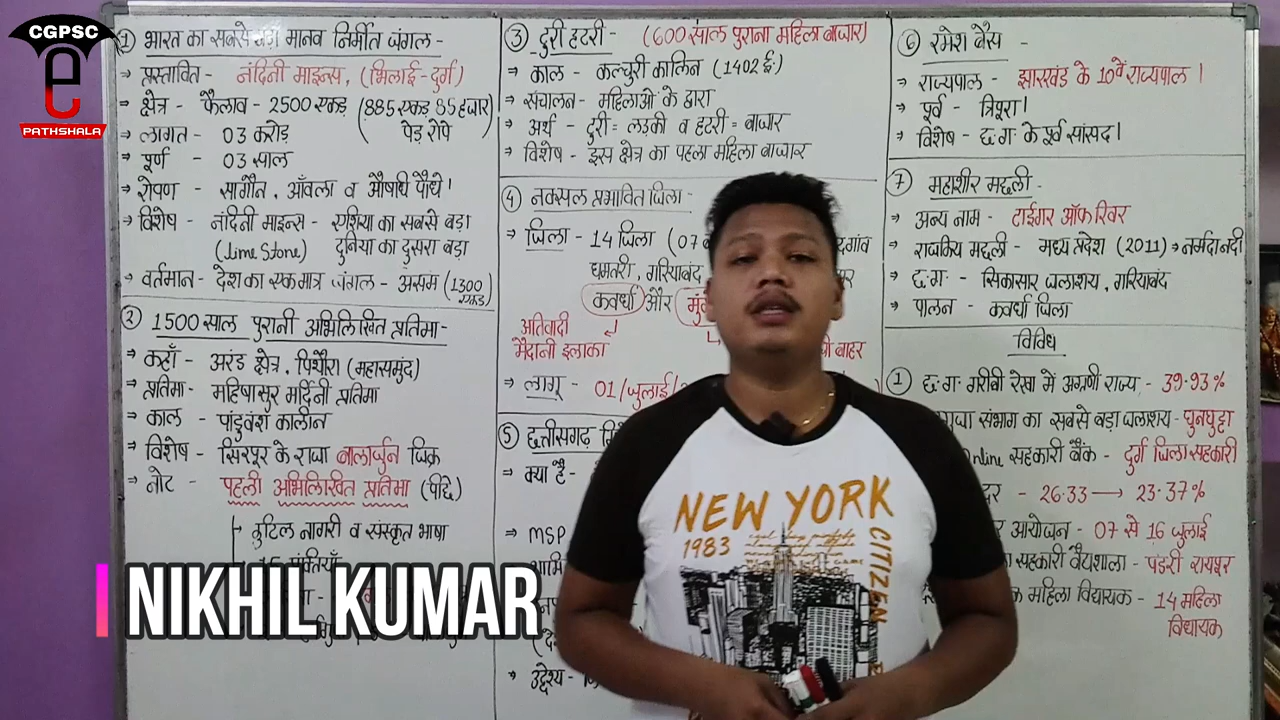 CGPSC
e
PATHSHALA
① भारत का सबसे बड़ा मानव निर्मीत जंगल -
→ प्रस्तावित - नंदिनी माइन्स, (भिलाई - दुर्ग)
→ क्षेत्र - फैलाव - 2500 एकड़ (885 एकड़ 85 हजार)
पेड़ रोपे
→ लागत - 03 करोड़
→ पूर्ण - 03 साल
→ रोपण - सागौन, आँवला व औषधि पौधे।
→ विशेष - नंदिनी माइन्स - एशिया का सबसे बड़ा
(Lime Stone) दुनिया का दुसरा बड़ा
→ वर्तमान - देश का एकमात्र जंगल - असम (1300 एकड़)
② 1500 साल पुरानी अभिलिखित प्रतिमा -
→ कहाँ - अरंड क्षेत्र, पिथौरा (महासमुंद)
→ प्रतिमा - महिषासुर मर्दिनी प्रतिमा
→ काल - पांडुवंश कालीन
→ विशेष - सिरपुर के राजा बालार्जुन जिक्र
→ नोट - पहली अभिलिखित प्रतिमा (पिछे)
→ कुटिल नागरी व संस्कृत भाषा
NIKHIL KUMAR
③ टुरी हटरी - (600 साल पुराना महिला बाजार)
→ काल - कल्चुरी कालिन (1402 ई.)
→ संचालन - महिलाओ के द्वारा
→ अर्थ - टुरी = लड़की व हटरी = बाजार
→ विशेष - इस क्षेत्र का पहला महिला बाजार
④ नक्सल प्रभावित जिला -
→ जिला - 14 जिला (07
धमतरी, गरियाबंद
कवर्धा और
अतिवादी
मैदानी इलाका
बाहर
→ लागू - 01/जुलाई/
⑤ छत्तीसगढ़
→ क्या है -
→ MSP
→ उद्देश्य -
NEW YORK
1983
CITIZEN
⑥ रमेश बैस -
→ राज्यपाल - झारखंड के 10वें राज्यपाल।
→ पूर्व - त्रिपुरा।
→ विशेष - छ.ग. के पूर्व सांसद।
⑦ महाशीर मछली -
→ अन्य नाम - टाईगर ऑफ रिवर
→ राजकिय मछली - मध्य प्रदेश (2011) → नर्मदा नदी
→ छ.ग. - सिकासार जलाशय, गरियाबंद
→ पालन - कवर्धा जिला
विविध
① छ.ग. गरीबी रेखा में अग्रणी राज्य - 39.93%
संभाग का सबसे बड़ा जलाशय - घुनघुट्टा
Online सहकारी बैंक - दुर्ग जिला सहकारी
दर - 26.33 → 23.37%
आयोजन - 07 से 16 जुलाई
सहकारी वैद्यशाला - पंडरी रायपुर
महिला विधायक - 14 महिला
विधायक